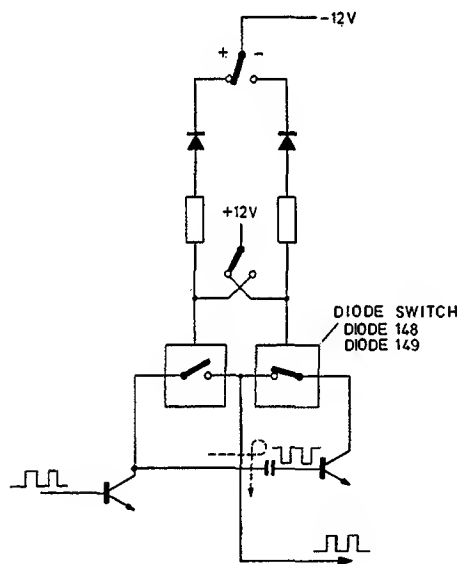 -12V
+ -
+12V
DIODE SWITCH
DIODE 148
DIODE 149